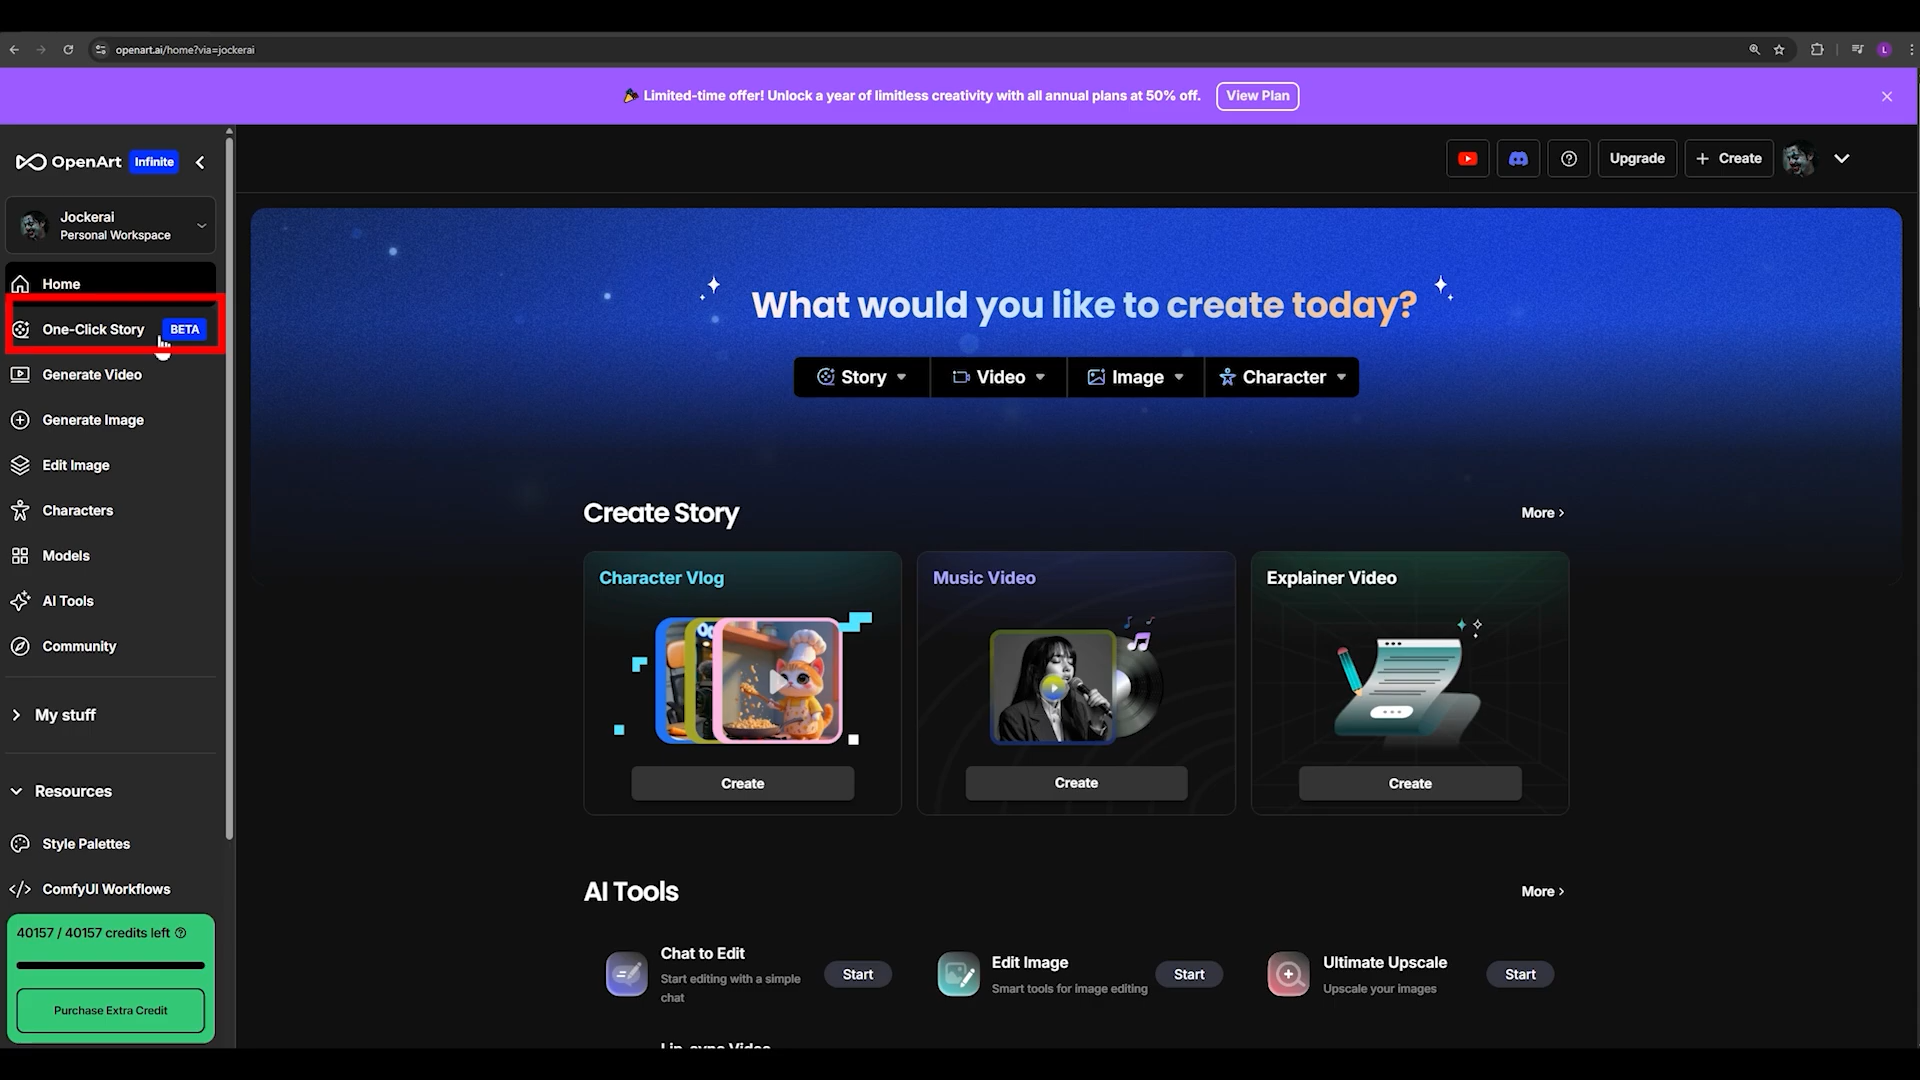 openart.ai/home?via=jockerai
L
Limited-time offer! Unlock a year of limitless creativity with all annual plans at 50% off.
View Plan
OpenArt Infinite
Upgrade
+ Create
Jockerai
Personal Workspace
Home
One-Click Story BETA
Generate Video
Generate Image
Edit Image
Characters
Models
AI Tools
Community
My stuff
Resources
Style Palettes
ComfyUI Workflows
40157 / 40157 credits left
Purchase Extra Credit
What would you like to create today?
Story
Video
Image
Character
Create Story
More
Character Vlog
Music Video
Explainer Video
Create
Create
Create
AI Tools
More
Chat to Edit
Start editing with a simple
chat
Start
Edit Image
Smart tools for image editing
Start
Ultimate Upscale
Upscale your images
Start
Lip-sync Video